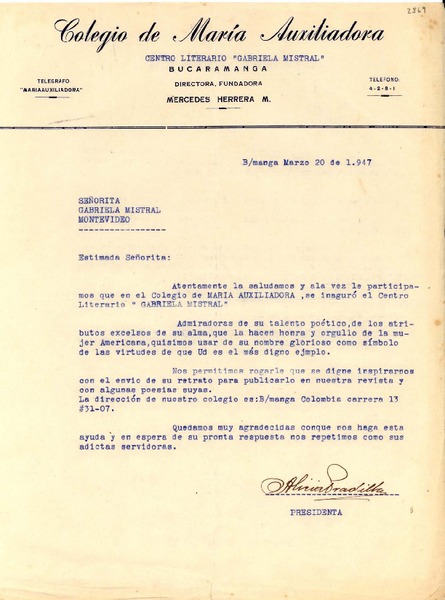 2869
Colegio de María Auxiliadora
CENTRO LITERARIO "GABRIELA MISTRAL"
BUCARAMANGA
TELEGRAFO
"MARIAAUXILIADORA"
DIRECTORA, FUNDADORA
MERCEDES HERRERA M.
TELEFONO:
4-2-8-1
B/manga Marzo 20 de 1.947
SEÑORITA
GABRIELA MISTRAL
MONTEVIDEO
-----------------
Estimada Señorita:
Atentamente la saludamos y ala vez le participa-
mos que en el Colegio de MARIA AUXILIADORA ,se inaguró el Centro
Literario " GABRIELA MISTRAL"
Admiradoras de su talento poético,de los atri-
butos excelsos de su alma,que la hacen honra y orgullo de la mu-
jer Americana,quisimos usar de su nombre glorioso como símbolo
de las virtudes de que Ud es el más digno ejmplo.
Nos permitimos rogarle que se digne inspirarnos
con el envio de su retrato para publicarlo en nuestra revista y
con algunas poesías suyas.
La dirección de nuestro colegio es:B/manga Colombia carrera 13
#31-07.
Quedamos muy agradecidas conque nos haga esta
ayuda y en espera de su pronta respuesta nos repetimos como sus
adictas servidoras.
Alicia Pradilla
PRESIDENTA